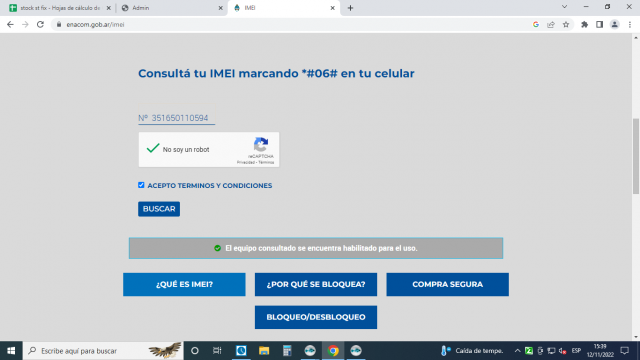 stock st fix - Hojas de cálculo de
Admin
IMEI
enacom.gob.ar/imei
Consultá tu IMEI marcando *#06# en tu celular
Nº 351650110594
No soy un robot
reCAPTCHA
Privacidad - Términos
ACEPTO TERMINOS Y CONDICIONES
BUSCAR
El equipo consultado se encuentra habilitado para el uso.
¿QUÉ ES IMEI?
¿POR QUÉ SE BLOQUEA?
COMPRA SEGURA
BLOQUEO/DESBLOQUEO
Escribe aquí para buscar
Caída de tempe.
ESP
15:39
12/11/2022